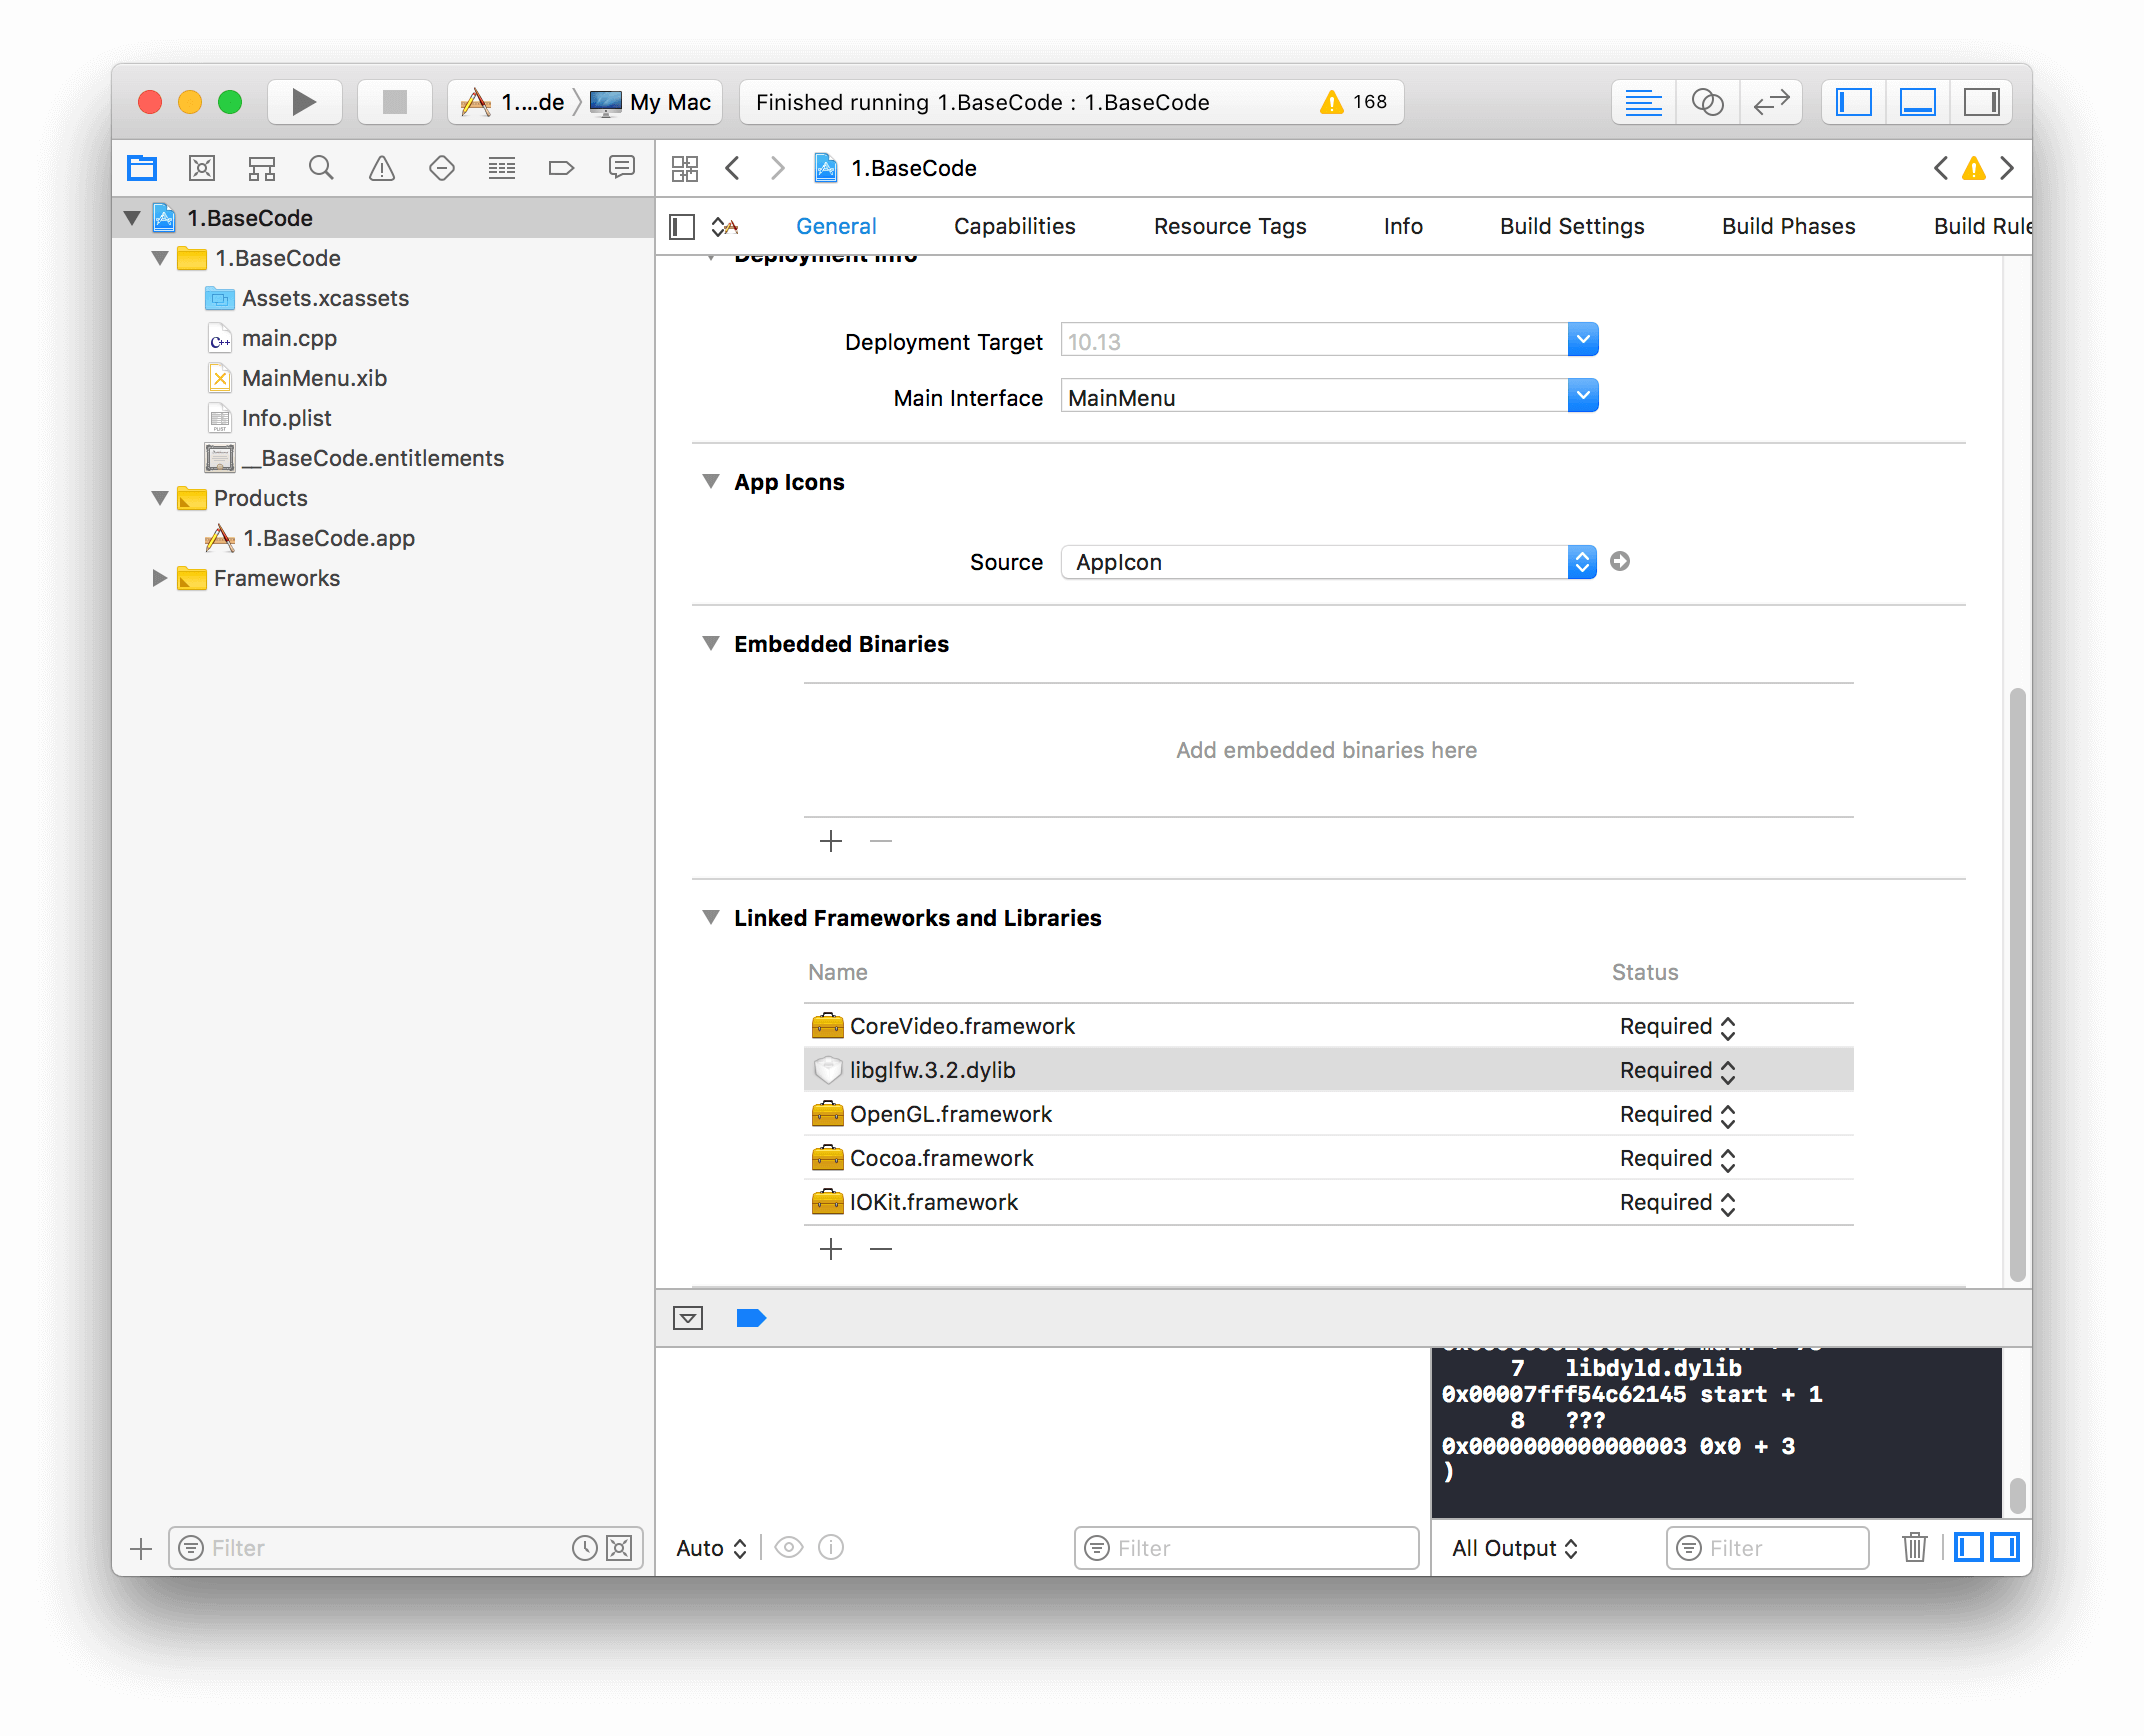 1....de
My Mac
Finished running 1.BaseCode : 1.BaseCode
168
1.BaseCode
1.BaseCode
1.BaseCode
Assets.xcassets
main.cpp
MainMenu.xib
Info.plist
__BaseCode.entitlements
Products
1.BaseCode.app
Frameworks
General
Capabilities
Resource Tags
Info
Build Settings
Build Phases
Build Rule
Deployment Info
Deployment Target
10.13
Main Interface
MainMenu
App Icons
Source
AppIcon
Embedded Binaries
Add embedded binaries here
Linked Frameworks and Libraries
Name
Status
CoreVideo.framework
Required
libglfw.3.2.dylib
Required
OpenGL.framework
Required
Cocoa.framework
Required
IOKit.framework
Required
7 libdyld.dylib
0x00007fff54c62145 start + 1
8 ???
0x0000000000000003 0x0 + 3
)
Filter
Auto
Filter
All Output
Filter